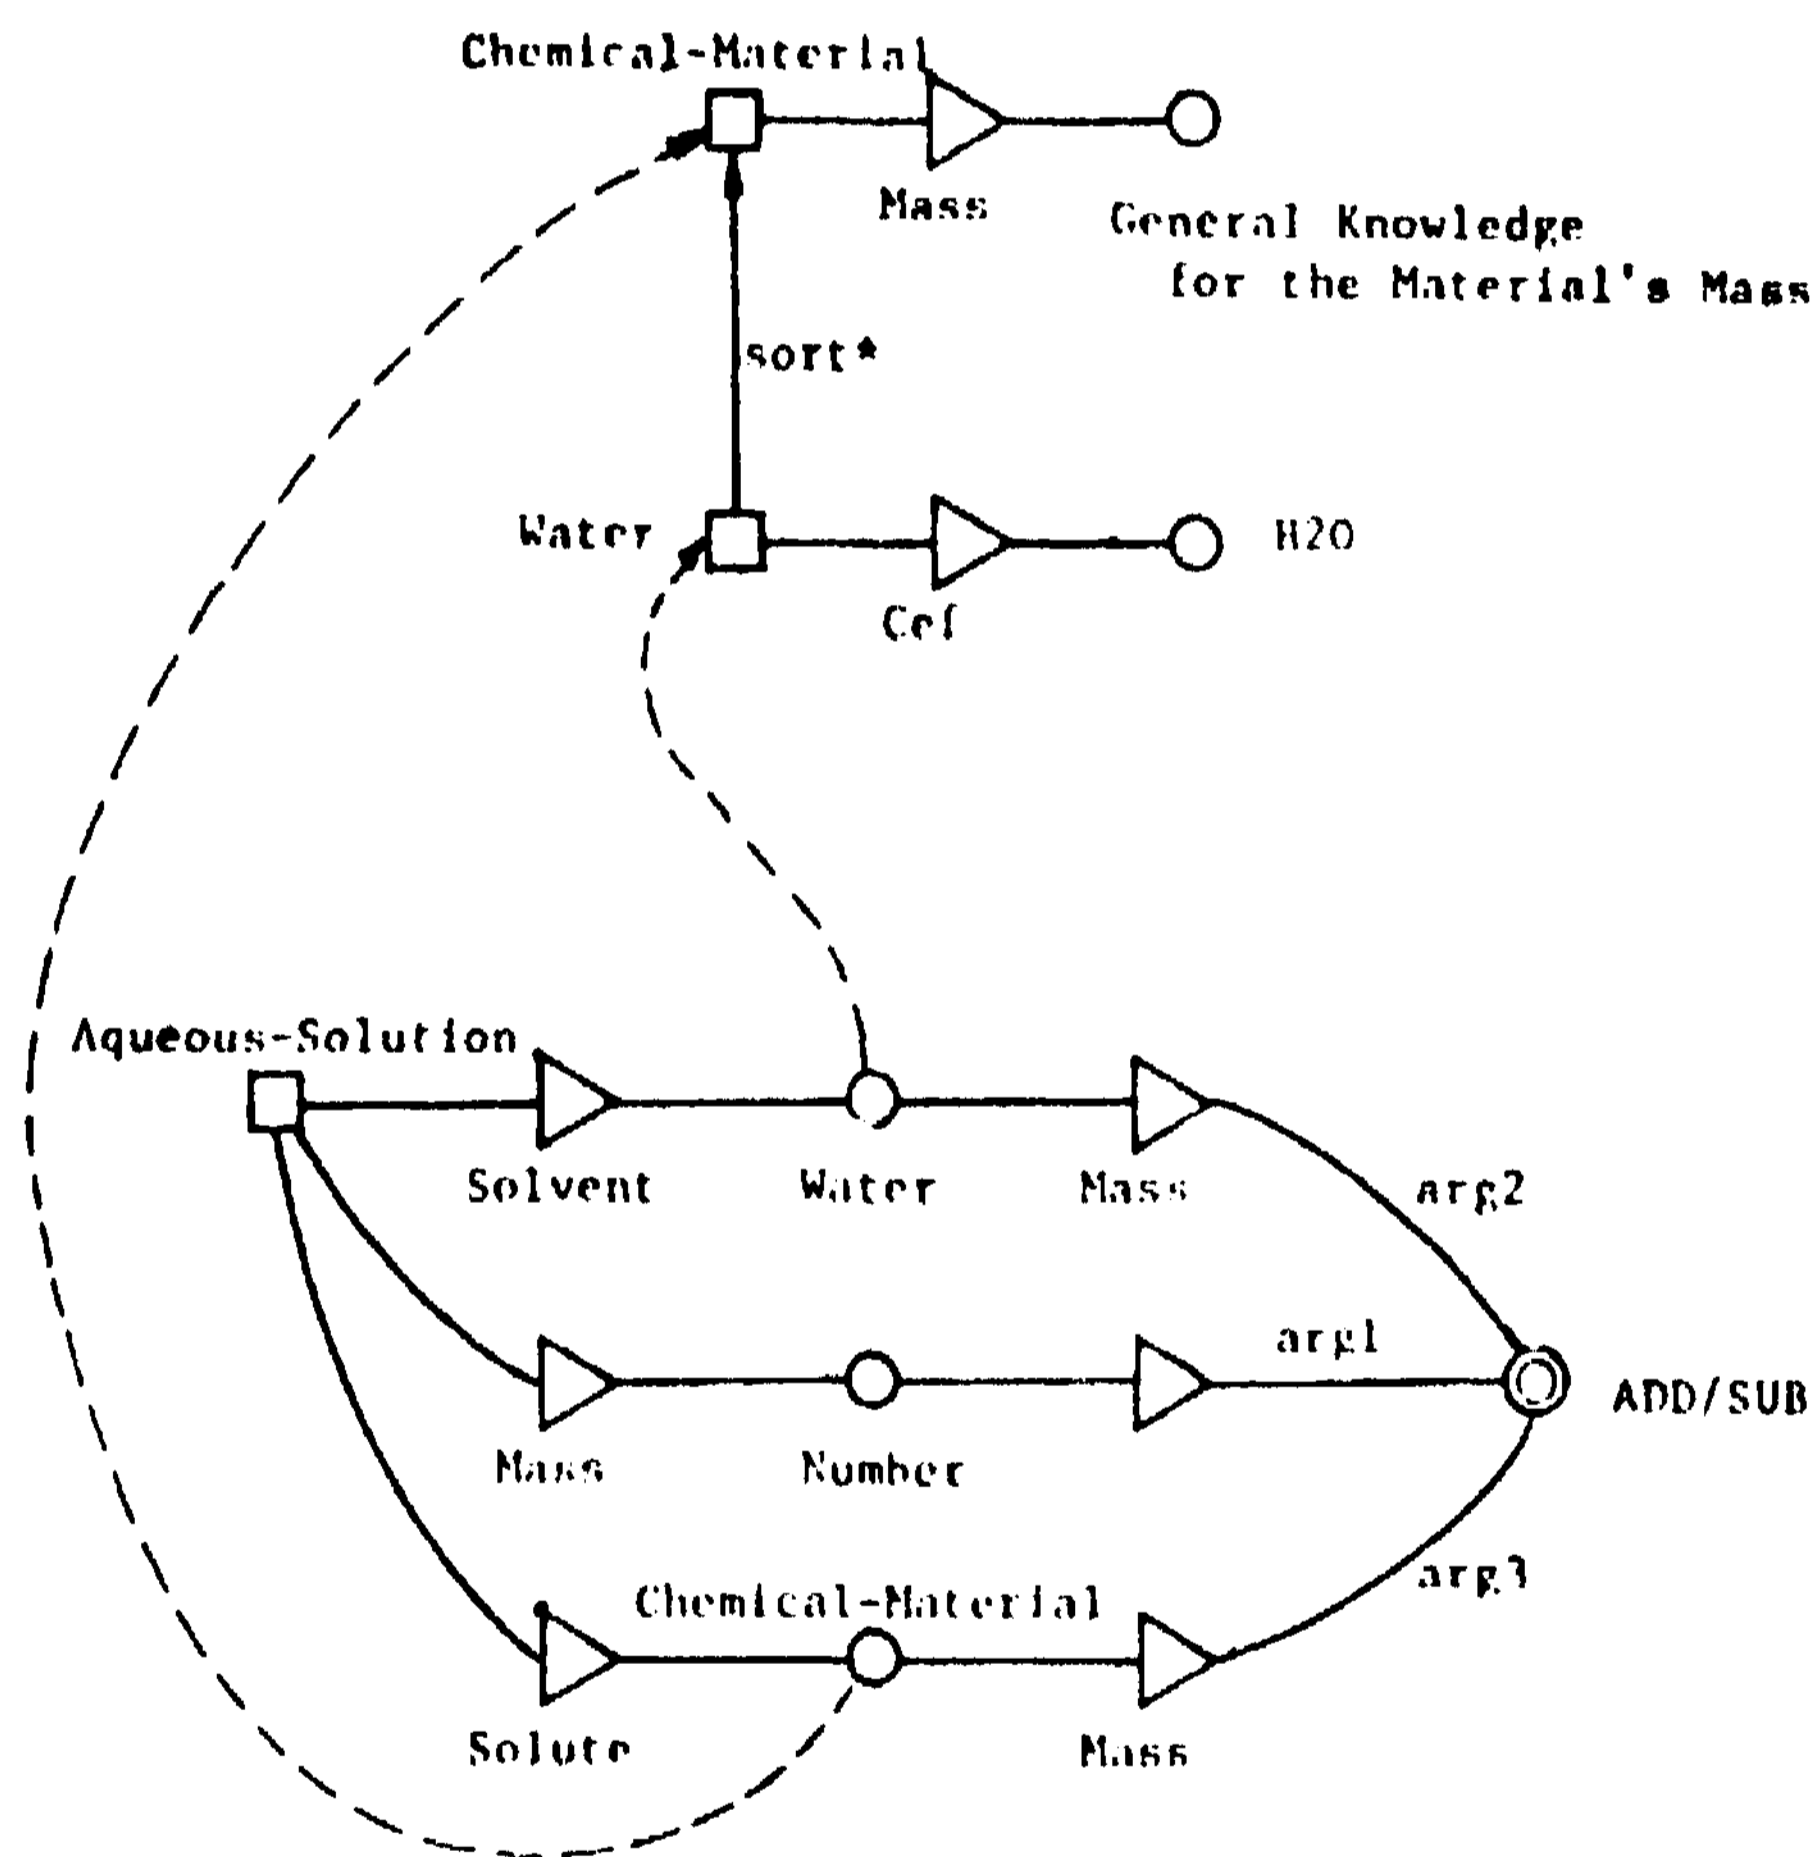 Chemical-Material
Mass
General Knowledge
for the Material's Mass
sort*
Water
H2O
Cef
Aqueous-Solution
Solvent
Water
Mass
arg2
arg1
ADD/SUB
Mass
Number
arg3
Chemical-Material
Solute
Mass